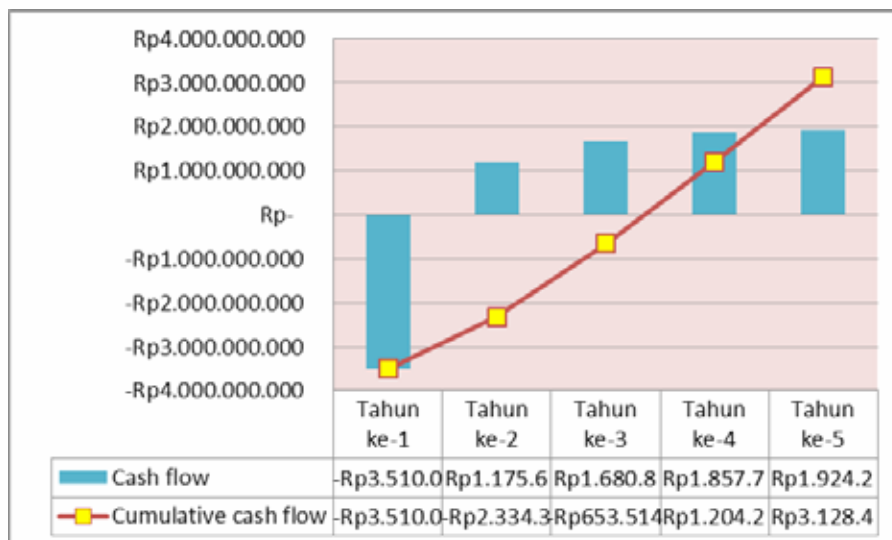 Rp4.000.000.000
Rp3.000.000.000
Rp2.000.000.000
Rp1.000.000.000
Rp-
-Rp1.000.000.000
-Rp2.000.000.000
-Rp3.000.000.000
-Rp4.000.000.000
Tahun Tahun Tahun Tahun Tahun
ke-1 ke-2 ke-3 ke-4 ke-5
Cash flow -Rp3.510.0 Rp1.175.6 Rp1.680.8 Rp1.857.7 Rp1.924.2
Cumulative cash flow -Rp3.510.0 -Rp2.334.3 -Rp653.514 Rp1.204.2 Rp3.128.4